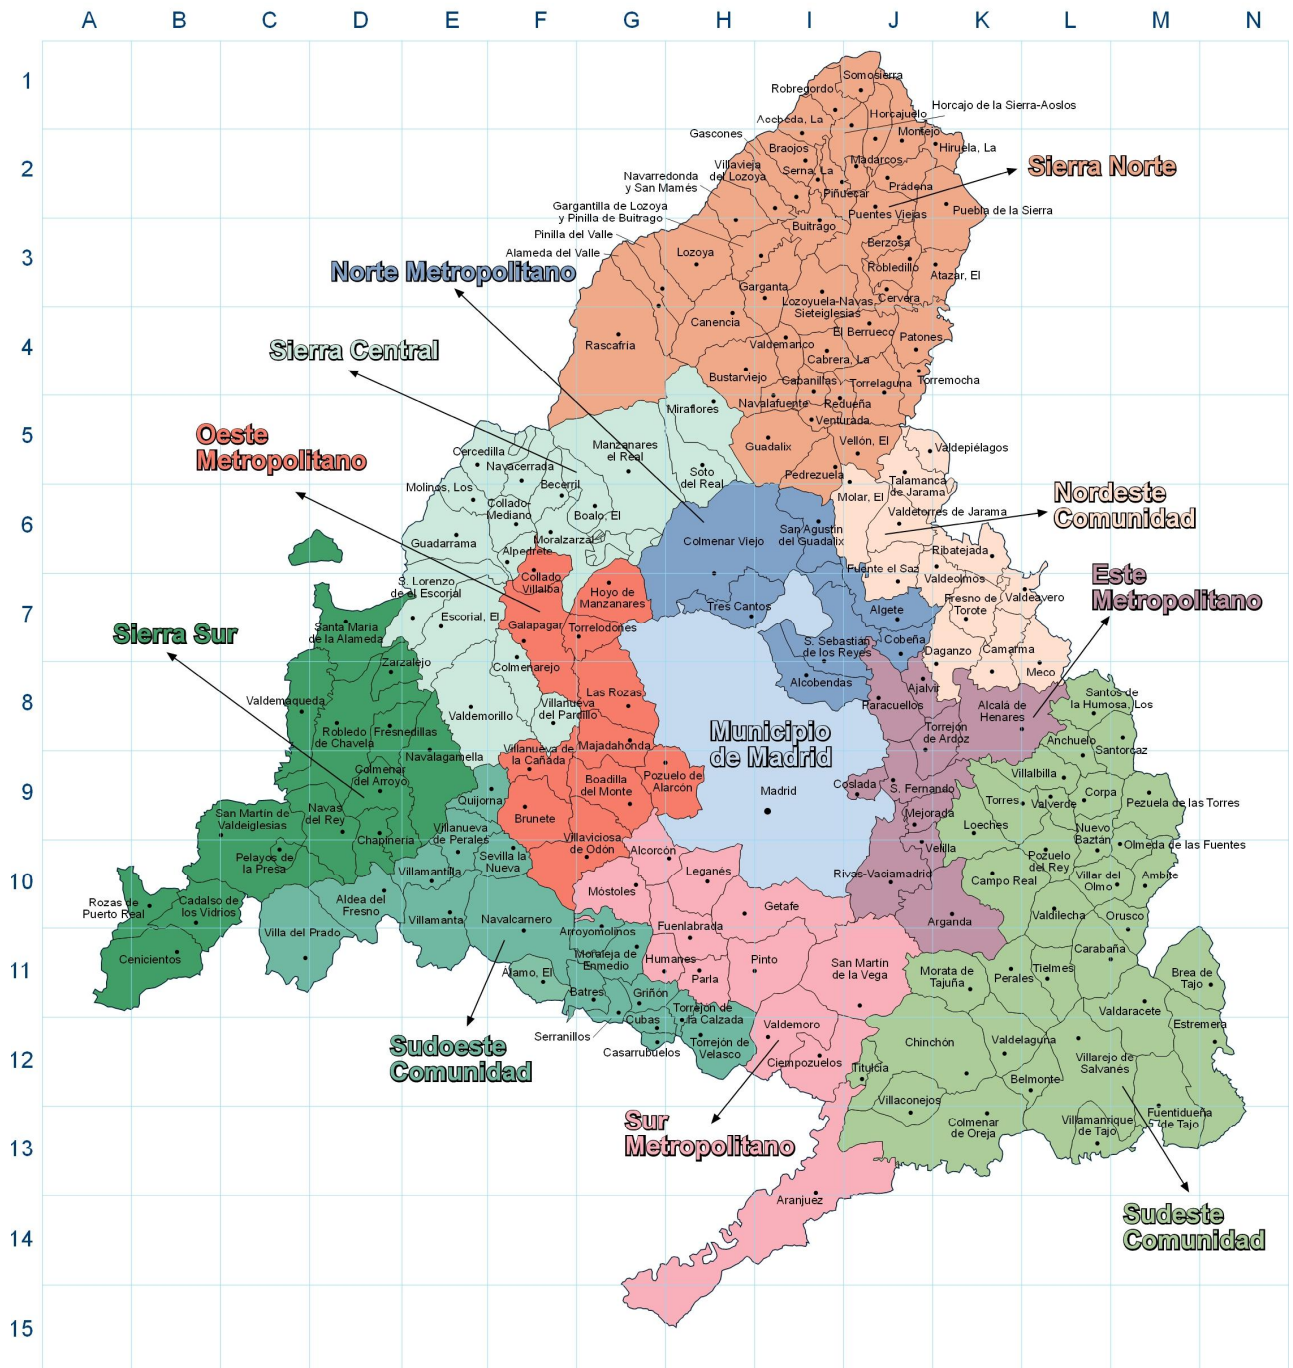 A B C D E F G H I J K L M N
1
Somosierra
Robregordo
Horcajo de la Sierra-Aoslos
Horcajuelo
Acebeda, La
Montejo
Gascones
2
Braojos
Hiruela, La
Madarcos
Villavieja
del Lozoya
Serna, La
Sierra Norte
Navarredonda
y San Mamés
Prádena
Piñuécar
Gargantilla de Lozoya
y Pinilla de Buitrago
Puentes Viejas
Puebla de la Sierra
Buitrago
Pinilla del Valle
Berzosa
3
Alameda del Valle
Lozoya
Robledillo
Atazar, El
Norte Metropolitano
Garganta
Cervera
Lozoyuela-Navas
Sieteiglesias
Canencia
El Berrueco
4
Rascafría
Valdemanco
Patones
Sierra Central
Cabrera, La
Bustarviejo
Cabanillas
Torrelaguna
Torremocha
Miraflores
Navalafuente
Redueña
Venturada
5
Oeste
Metropolitano
Cercedilla
Manzanares
el Real
Guadalix
Vellón, El
Valdepiélagos
Navacerrada
Soto
del Real
Pedrezuela
Talamanca
de Jarama
Molinos, Los
Becerril
Molar, El
Nordeste
Comunidad
Collado-
Mediano
Boalo, El
Valdetorres de Jarama
6
San Agustín
del Guadalix
Guadarrama
Moralzarzal
Colmenar Viejo
Alpedrete
Ribatejada
Fuente el Saz
Collado
Villalba
Valdeolmos
Este
Metropolitano
S. Lorenzo
de el Escorial
Hoyo de
Manzanares
Fresno de
Torote
Valdeavero
7
Tres Cantos
Algete
Escorial, El
Galapagar
Torrelodones
Sierra Sur
Santa María
de la Alameda
S. Sebastián
de los Reyes
Cobeña
Daganzo
Camarma
Zarzalejo
Colmenarejo
Meco
Alcobendas
Ajalvir
8
Valdemaqueda
Las Rozas
Paracuellos
Alcalá de
Henares
Santos de
la Humosa, Los
Valdemorillo
Villanueva
del Pardillo
Robledo
de Chavela
Fresnedillas
Municipio
de Madrid
Torrejón
de Ardoz
Anchuelo
Majadahonda
Villanueva de
la Cañada
Santorcaz
Navalagamella
Colmenar
del Arroyo
Boadilla
del Monte
Pozuelo de
Alarcón
Villalbilla
9
Coslada
S. Fernando
Madrid
Corpa
Quijorna
Torres
Valverde
Pezuela de las Torres
San Martín de
Valdeiglesias
Navas
del Rey
Brunete
Mejorada
Loeches
Villanueva
de Perales
Chapinería
Villaviciosa
de Odón
Nuevo
Baztán
Olmeda de las Fuentes
Velilla
Alcorcón
Pelayos de
la Presa
Sevilla la
Nueva
Pozuelo
del Rey
10
Villamantilla
Leganés
Rivas-Vaciamadrid
Campo Real
Villar del
Olmo
Ambite
Móstoles
Rozas de
Puerto Real
Cadalso de
los Vidrios
Aldea del
Fresno
Getafe
Villamanta
Navalcarnero
Arganda
Valdilecha
Orusco
Villa del Prado
Arroyomolinos
Fuenlabrada
Carabaña
11
Cenicientos
Moraleja de
Enmedio
Humanes
Pinto
San Martín
de la Vega
Álamo, El
Parla
Morata de
Tajuña
Perales
Tielmes
Brea de
Tajo
Batres
Griñón
Torrejón de
la Calzada
Valdaracete
Cubas
Serranillos
Valdemoro
Estremera
12
Sudoeste
Comunidad
Casarrubuelos
Torrejón de
Velasco
Chinchón
Valdelaguna
Ciempozuelos
Villarejo de
Salvanés
Titulcia
Belmonte
Villaconejos
Sur
Metropolitano
Colmenar
de Oreja
Villamanrique
de Tajo
Fuentidueña
de Tajo
13
Aranjuez
Sudeste
Comunidad
14
15